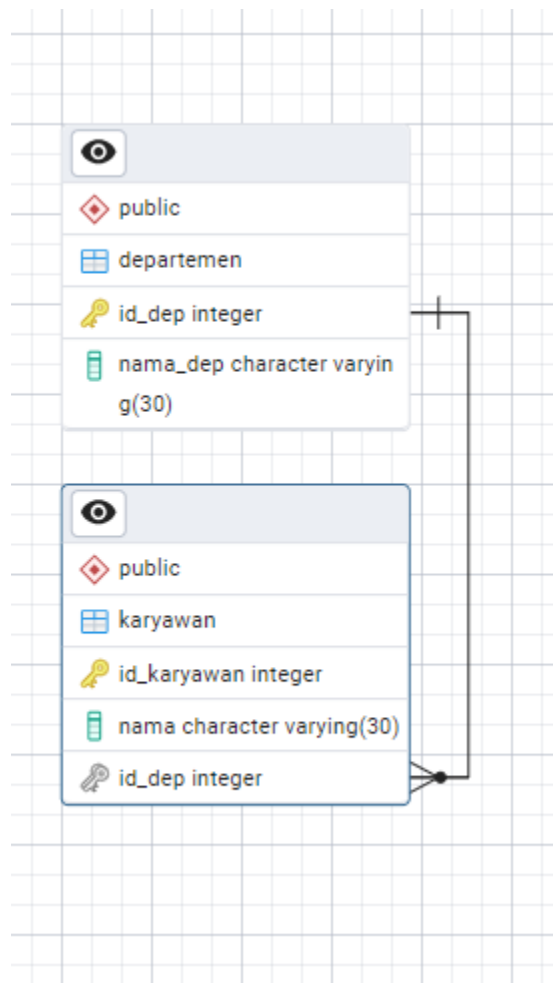 public
departemen
id_dep integer
nama_dep character varyin
g(30)
public
karyawan
id_karyawan integer
nama character varying(30)
id_dep integer